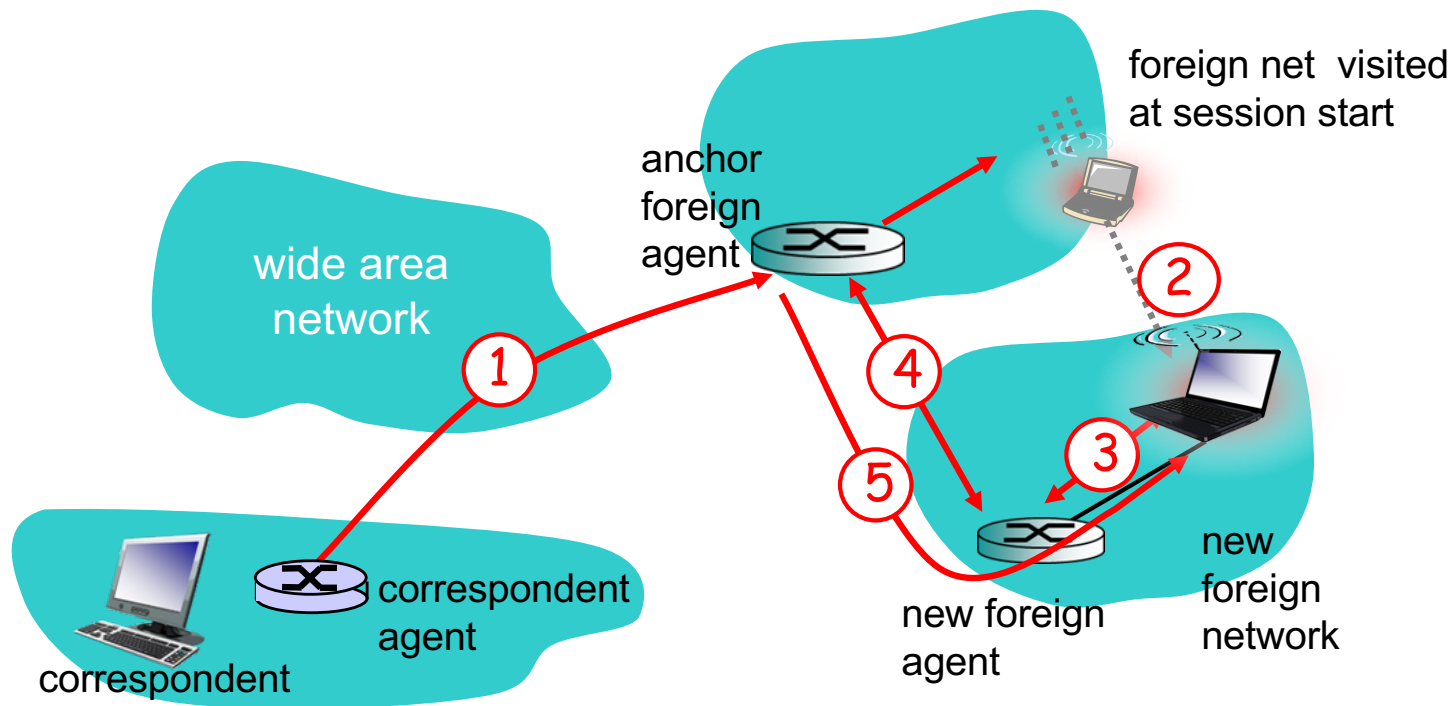 foreign net visited
at session start
anchor
foreign
agent
wide area
network
2
1
4
3
5
correspondent
agent
correspondent
new foreign
agent
new
foreign
network